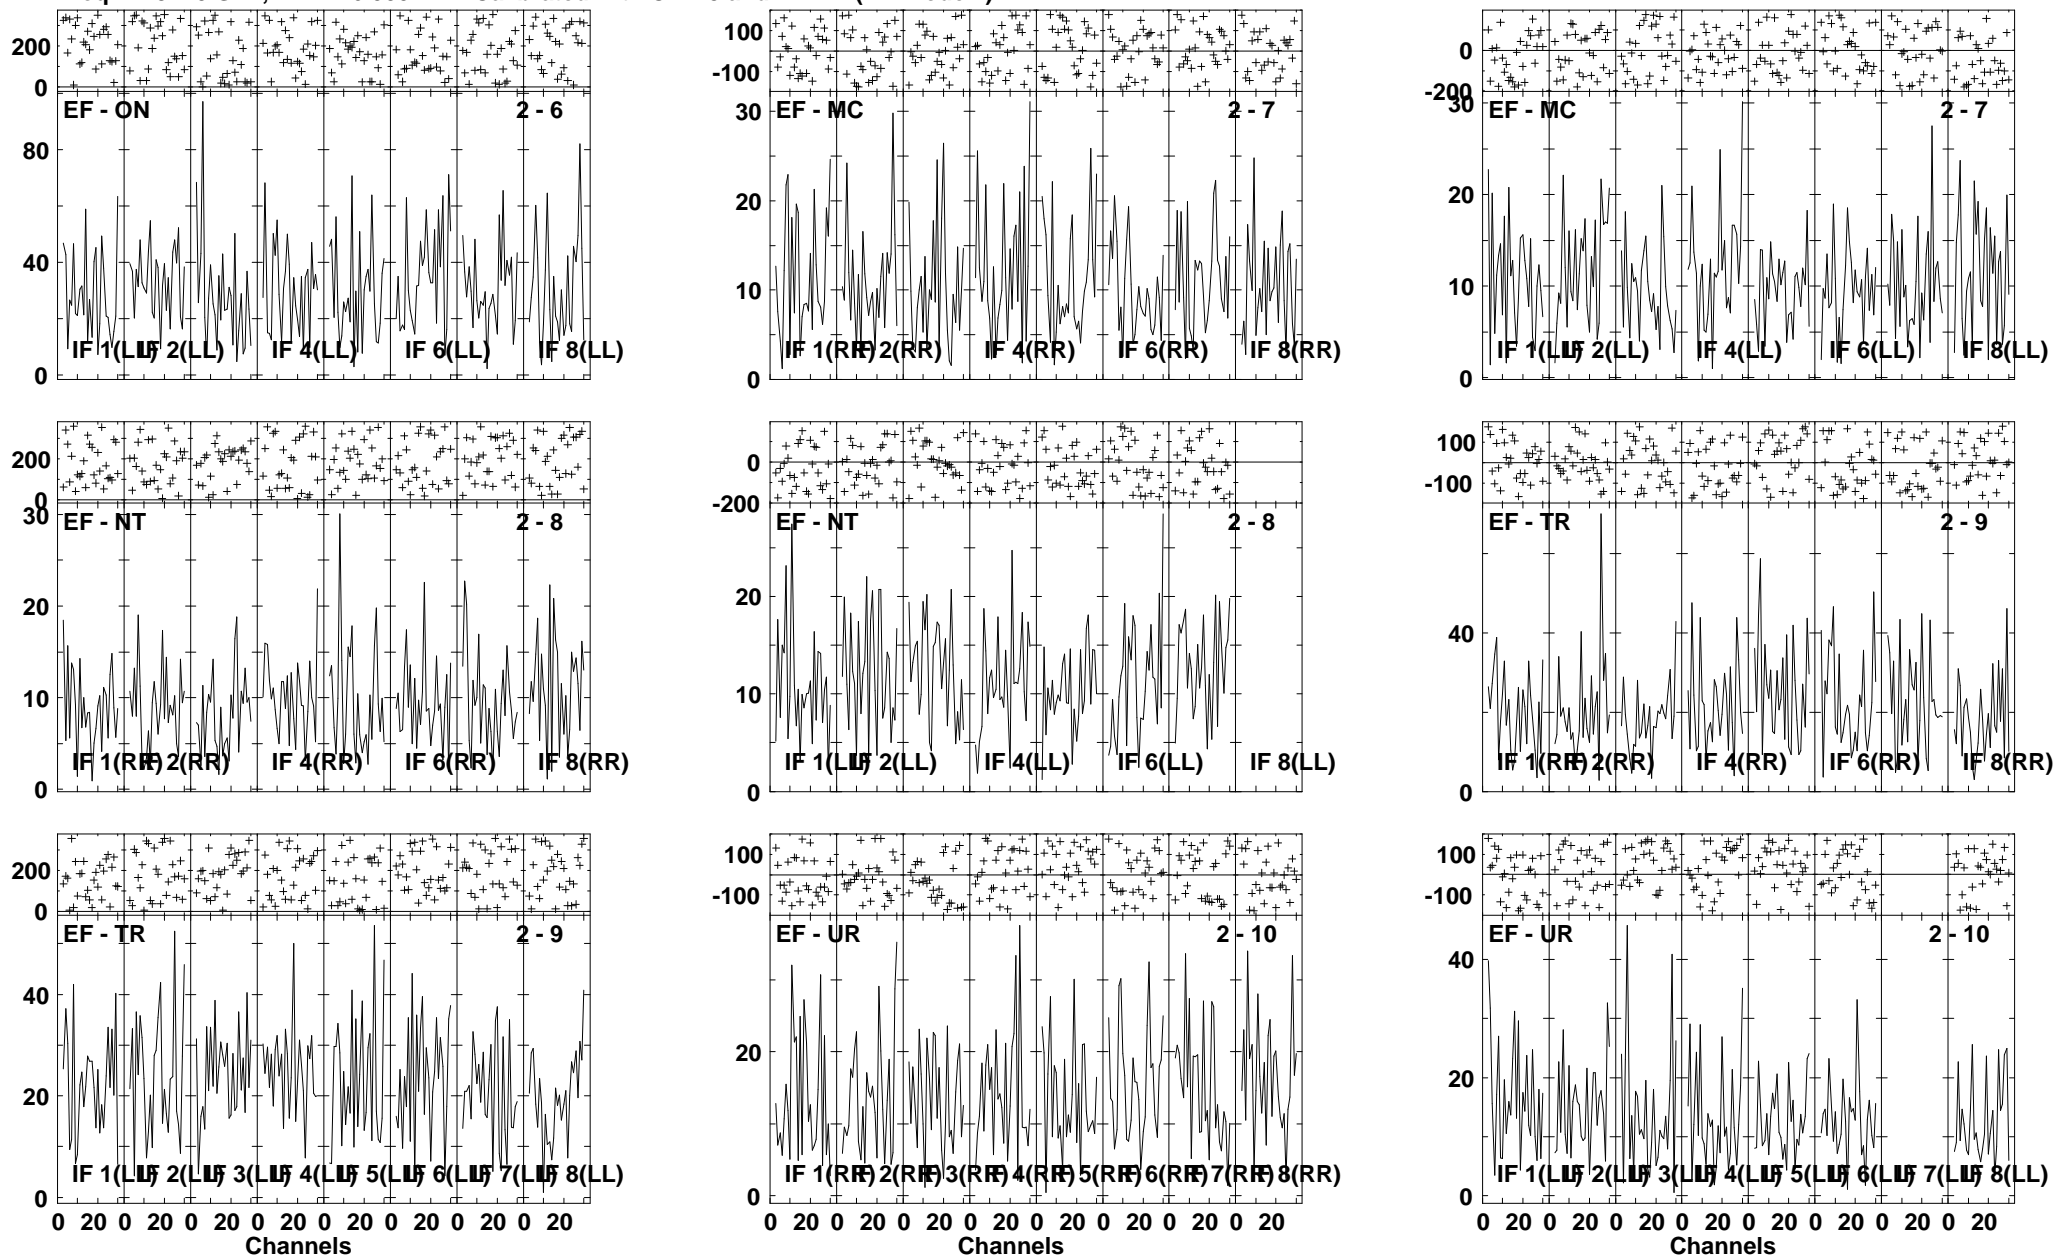 200
0
EF - ON 2 - 6
80
40
0
IF 1(LL) IF 2(LL) IF 4(LL) IF 6(LL) IF 8(LL)
100
-100
EF - MC 2 - 7
30
20
10
0
IF 1(RR) IF 2(RR) IF 4(RR) IF 6(RR) IF 8(RR)
0
-200
EF - MC 2 - 7
30
20
10
0
IF 1(LL) IF 2(LL) IF 4(LL) IF 6(LL) IF 8(LL)
200
0
EF - NT 2 - 8
30
20
10
0
IF 1(RR) IF 2(RR) IF 4(RR) IF 6(RR) IF 8(RR)
0
-200
EF - NT 2 - 8
20
10
0
IF 1(LL) IF 2(LL) IF 4(LL) IF 6(LL) IF 8(LL)
100
-100
EF - TR 2 - 9
40
0
IF 1(RR) IF 2(RR) IF 4(RR) IF 6(RR) IF 8(RR)
200
0
EF - TR 2 - 9
40
20
0
IF 1(LL) IF 2(LL) IF 3(LL) IF 4(LL) IF 5(LL) IF 6(LL) IF 7(LL) IF 8(LL)
0 20 0 20 0 20 0 20 0 20 0 20 0 20 0 20
Channels
100
-100
EF - UR 2 - 10
20
0
IF 1(RR) IF 2(RR) IF 3(RR) IF 4(RR) IF 5(RR) IF 6(RR) IF 7(RR) IF 8(RR)
0 20 0 20 0 20 0 20 0 20 0 20 0 20 0 20
Channels
100
-100
EF - UR 2 - 10
40
20
0
IF 1(LL) IF 2(LL) IF 3(LL) IF 4(LL) IF 5(LL) IF 6(LL) IF 7(LL) IF 8(LL)
0 20 0 20 0 20 0 20 0 20 0 20 0 20 0 20
Channels